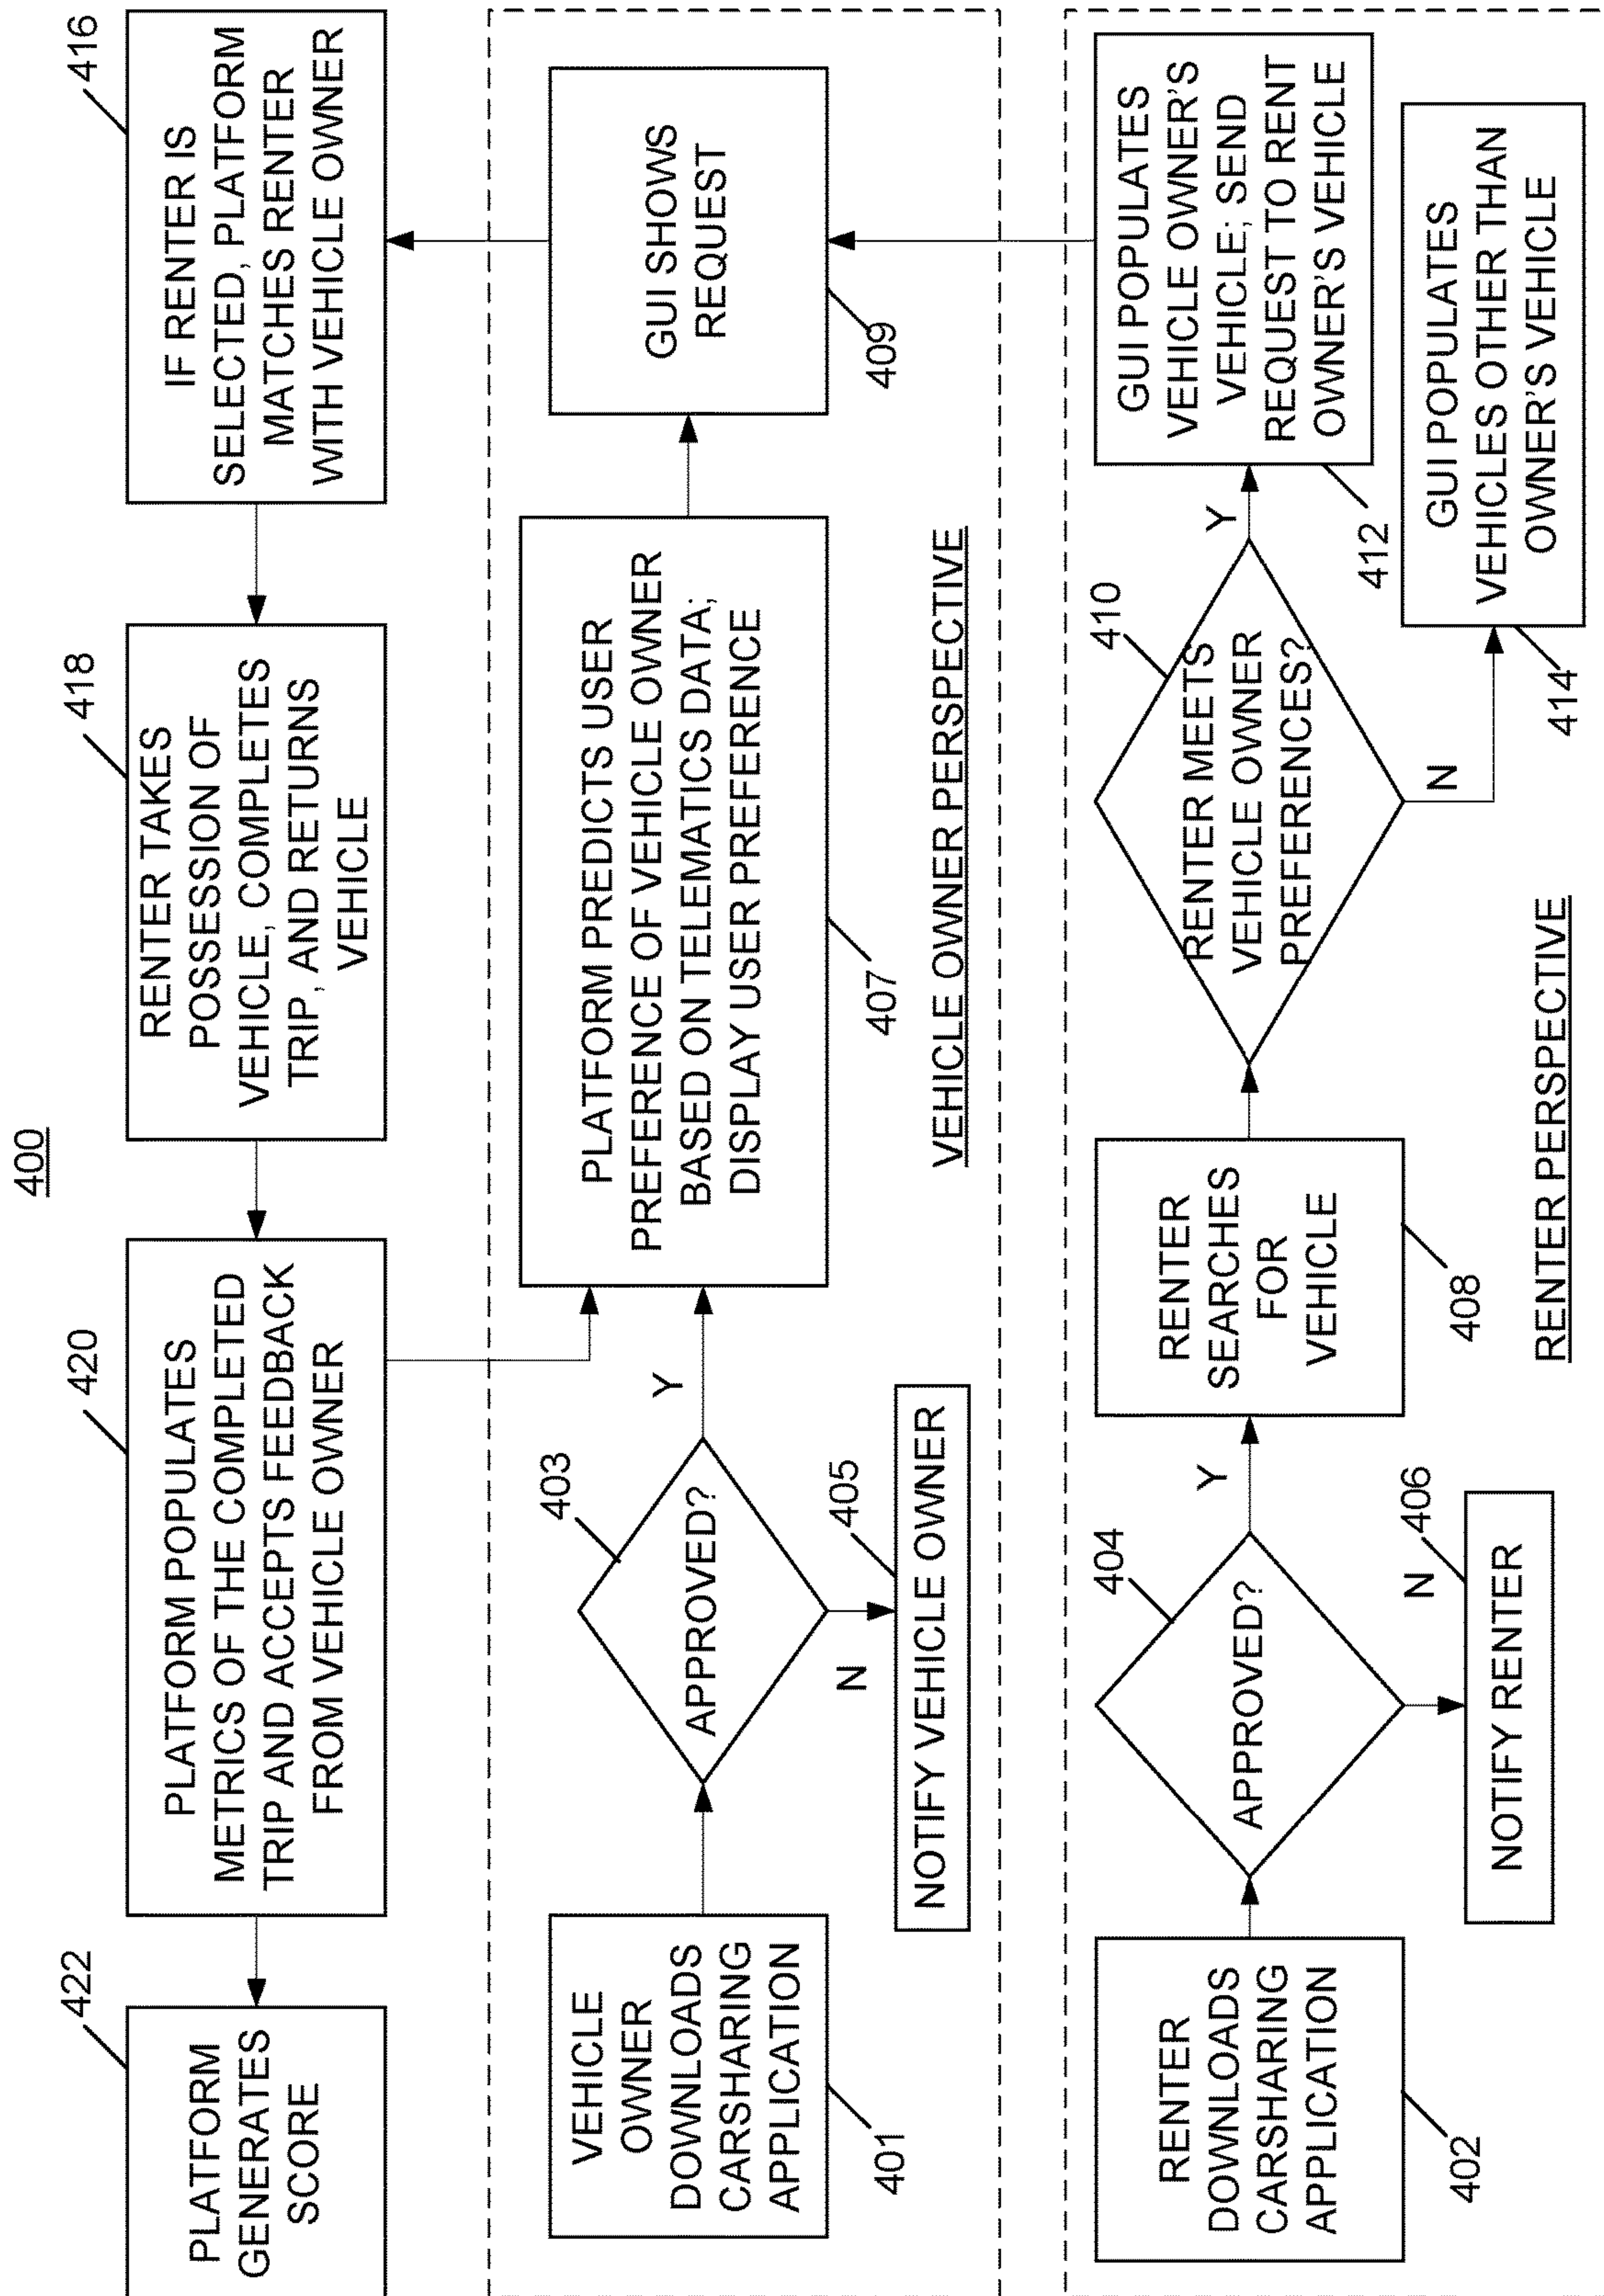 400
422
PLATFORM
GENERATES
SCORE
420
PLATFORM POPULATES
METRICS OF THE COMPLETED
TRIP AND ACCEPTS FEEDBACK
FROM VEHICLE OWNER
418
RENTER TAKES
POSSESSION OF
VEHICLE, COMPLETES
TRIP, AND RETURNS
VEHICLE
416
IF RENTER IS
SELECTED, PLATFORM
MATCHES RENTER
WITH VEHICLE OWNER
VEHICLE
OWNER
DOWNLOADS
CARSHARING
APPLICATION
401
403
APPROVED?
Y
N
405
NOTIFY VEHICLE OWNER
PLATFORM PREDICTS USER
PREFERENCE OF VEHICLE OWNER
BASED ON TELEMATICS DATA;
DISPLAY USER PREFERENCE
407
GUI SHOWS
REQUEST
409
VEHICLE OWNER PERSPECTIVE
RENTER
DOWNLOADS
CARSHARING
APPLICATION
402
404
APPROVED?
Y
N
406
NOTIFY RENTER
RENTER
SEARCHES
FOR
VEHICLE
408
410
RENTER MEETS
VEHICLE OWNER
PREFERENCES?
Y
N
GUI POPULATES
VEHICLE OWNER'S
VEHICLE; SEND
REQUEST TO RENT
OWNER'S VEHICLE
412
GUI POPULATES
VEHICLES OTHER THAN
OWNER'S VEHICLE
414
RENTER PERSPECTIVE